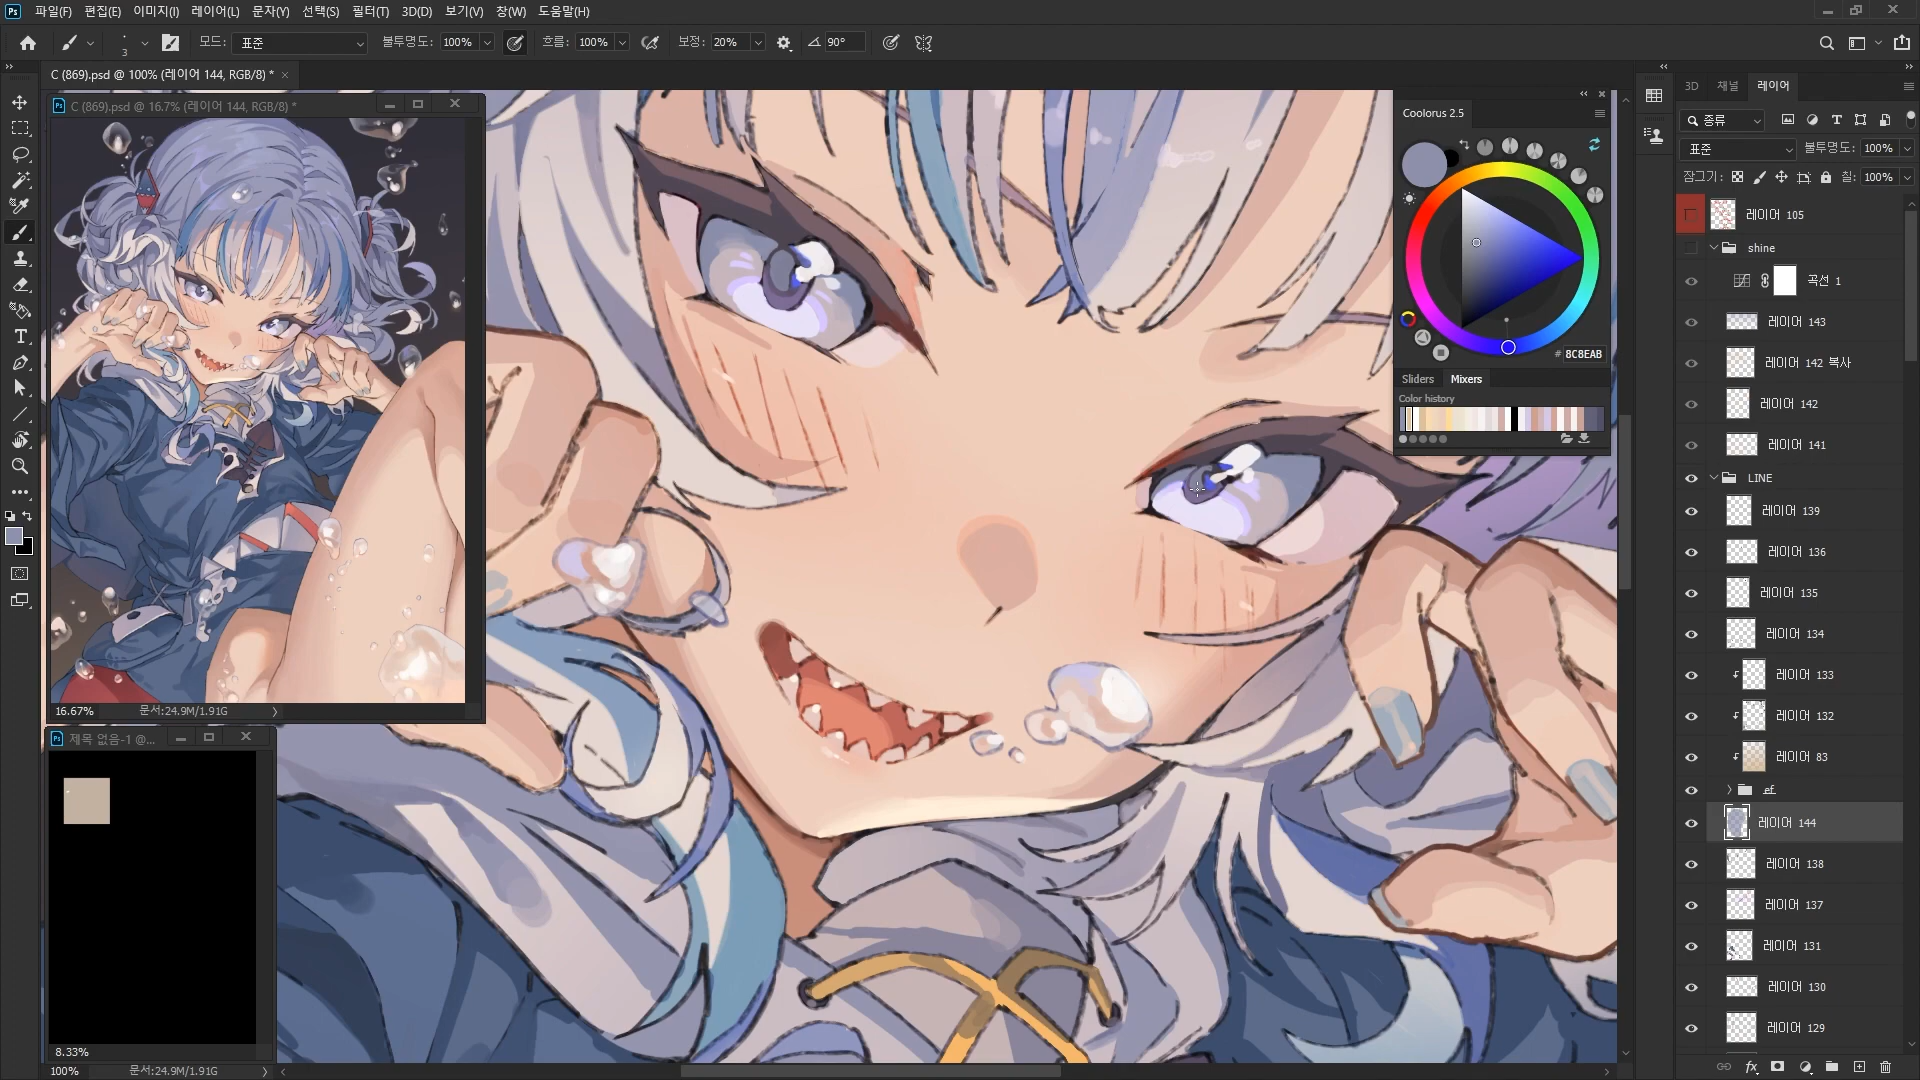 Ps 파일(F) 편집(E) 이미지(I) 레이어(L) 문자(Y) 선택(S) 필터(T) 3D(D) 보기(V) 창(W) 도움말(H)
3 모드: 표준 불투명도: 100% 흐름: 100% 보정: 20% 90°
C (869).psd @ 100% (레이어 144, RGB/8) *
Ps C (869).psd @ 16.7% (레이어 144, RGB/8) *
16.67% 문서:24.9M/1.91G
Ps 제목 없음-1 @...
8.33%
100% 문서:24.9M/1.91G
Coolorus 2.5
# 8C8EAB
Sliders Mixers
Color history
3D 채널 레이어
종류
표준 불투명도: 100%
잠그기: 칠: 100%
레이어 105
shine
곡선 1
레이어 143
레이어 142 복사
레이어 142
레이어 141
LINE
레이어 139
레이어 136
레이어 135
레이어 134
레이어 133
레이어 132
레이어 83
ef
레이어 144
레이어 138
레이어 137
레이어 131
레이어 130
레이어 129